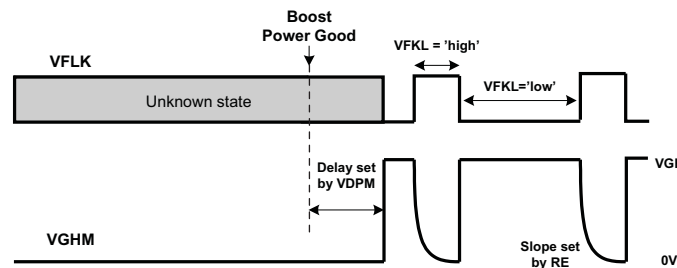 Boost
Power Good
VFLK
VFKL = 'high'
Unknown state
VFKL='low'
Delay set
by VDPM
VGHM
Slope set
by RE
0V